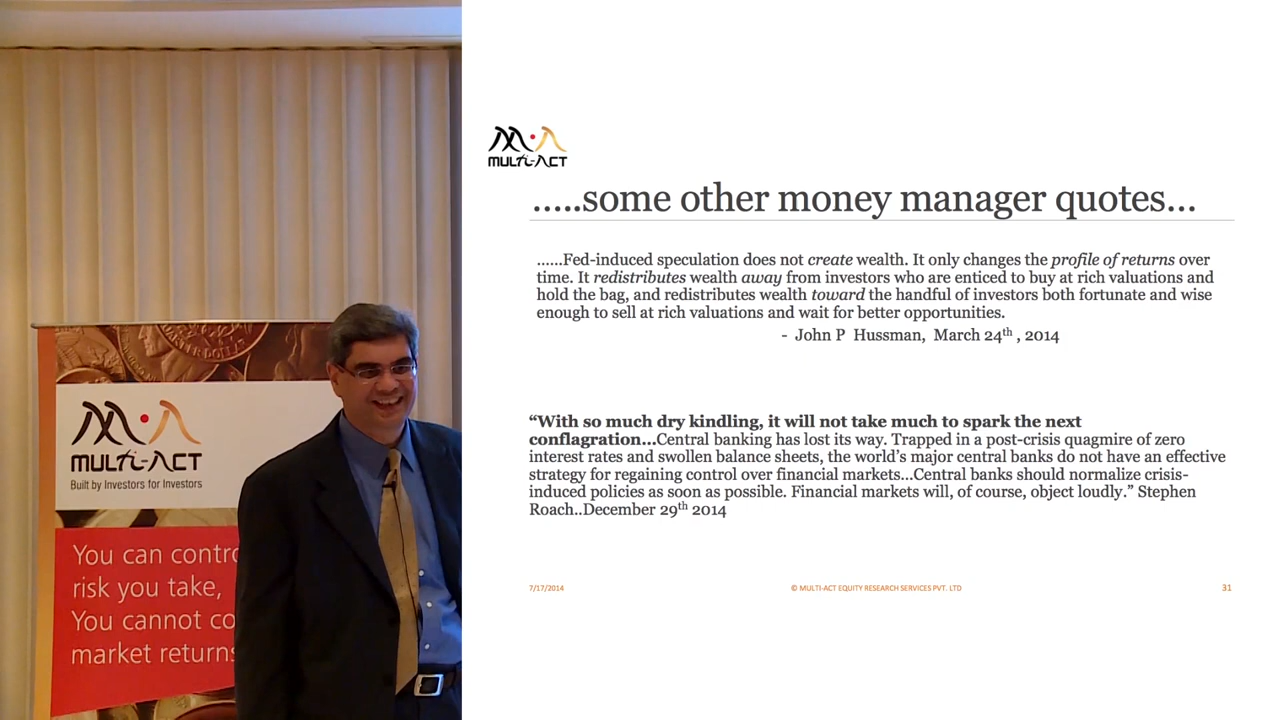 MULTI-ACT
Built by Investors for Investors
You can contro
risk you take,
You cannot co
market returns
MULTI-ACT
.....some other money manager quotes...
......Fed-induced speculation does not create wealth. It only changes the profile of returns over
time. It redistributes wealth away from investors who are enticed to buy at rich valuations and
hold the bag, and redistributes wealth toward the handful of investors both fortunate and wise
enough to sell at rich valuations and wait for better opportunities.
- John P Hussman, March 24th , 2014
“With so much dry kindling, it will not take much to spark the next
conflagration...Central banking has lost its way. Trapped in a post-crisis quagmire of zero
interest rates and swollen balance sheets, the world’s major central banks do not have an effective
strategy for regaining control over financial markets...Central banks should normalize crisis-
induced policies as soon as possible. Financial markets will, of course, object loudly.” Stephen
Roach..December 29th 2014
7/17/2014 © MULTI-ACT EQUITY RESEARCH SERVICES PVT. LTD 31